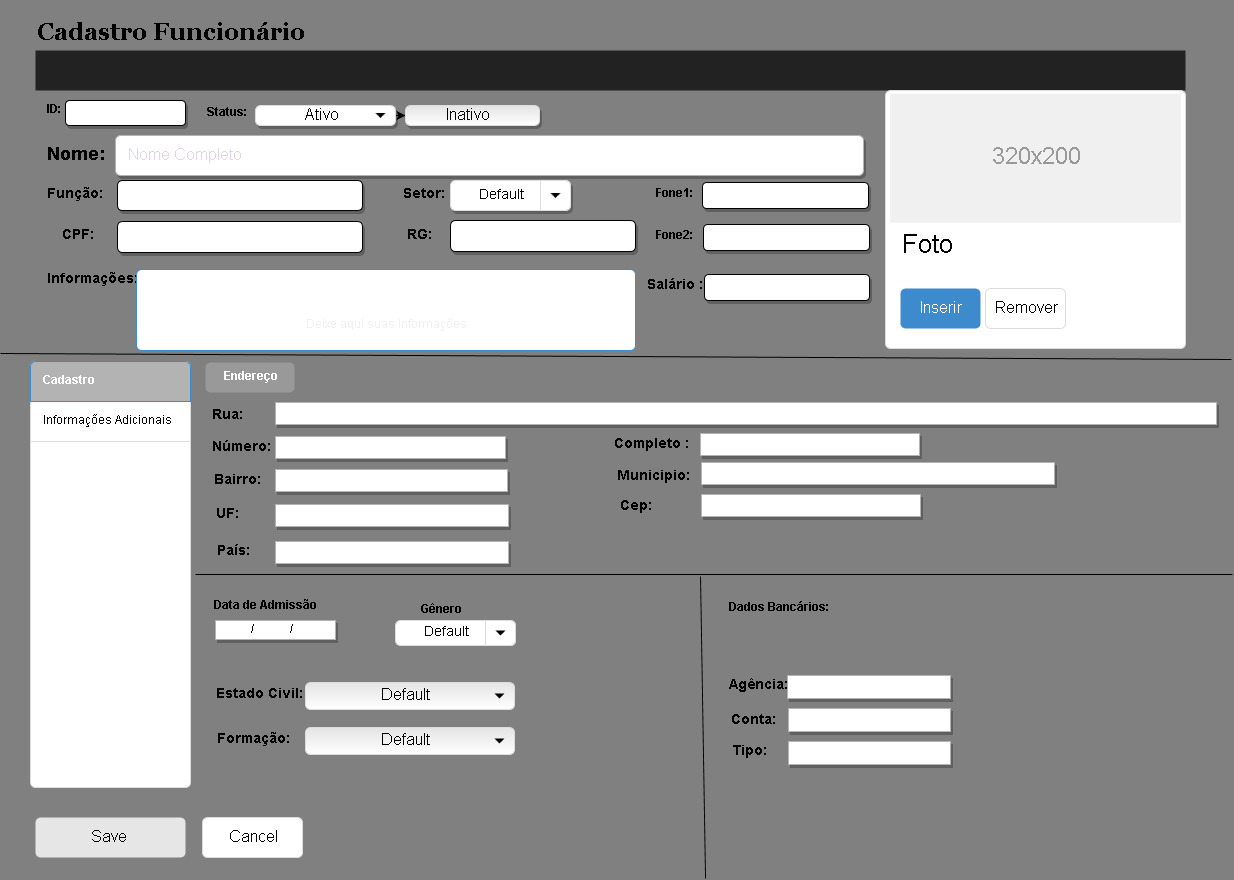 Cadastro Funcionário
ID:
Status: Ativo Inativo
Nome: Nome Completo
320x200
Função: Setor: Default Fone1:
CPF: RG: Fone2:
Foto
Informações: Salário :
Deixe aqui suas Informações
Inserir Remover
Cadastro
Endereço
Informações Adicionais
Rua:
Número: Completo :
Bairro: Municipio:
UF: Cep:
País:
Data de Admissão Gênero Dados Bancários:
/ / Default
Estado Civil: Default Agência:
Conta:
Formação: Default Tipo:
Save Cancel